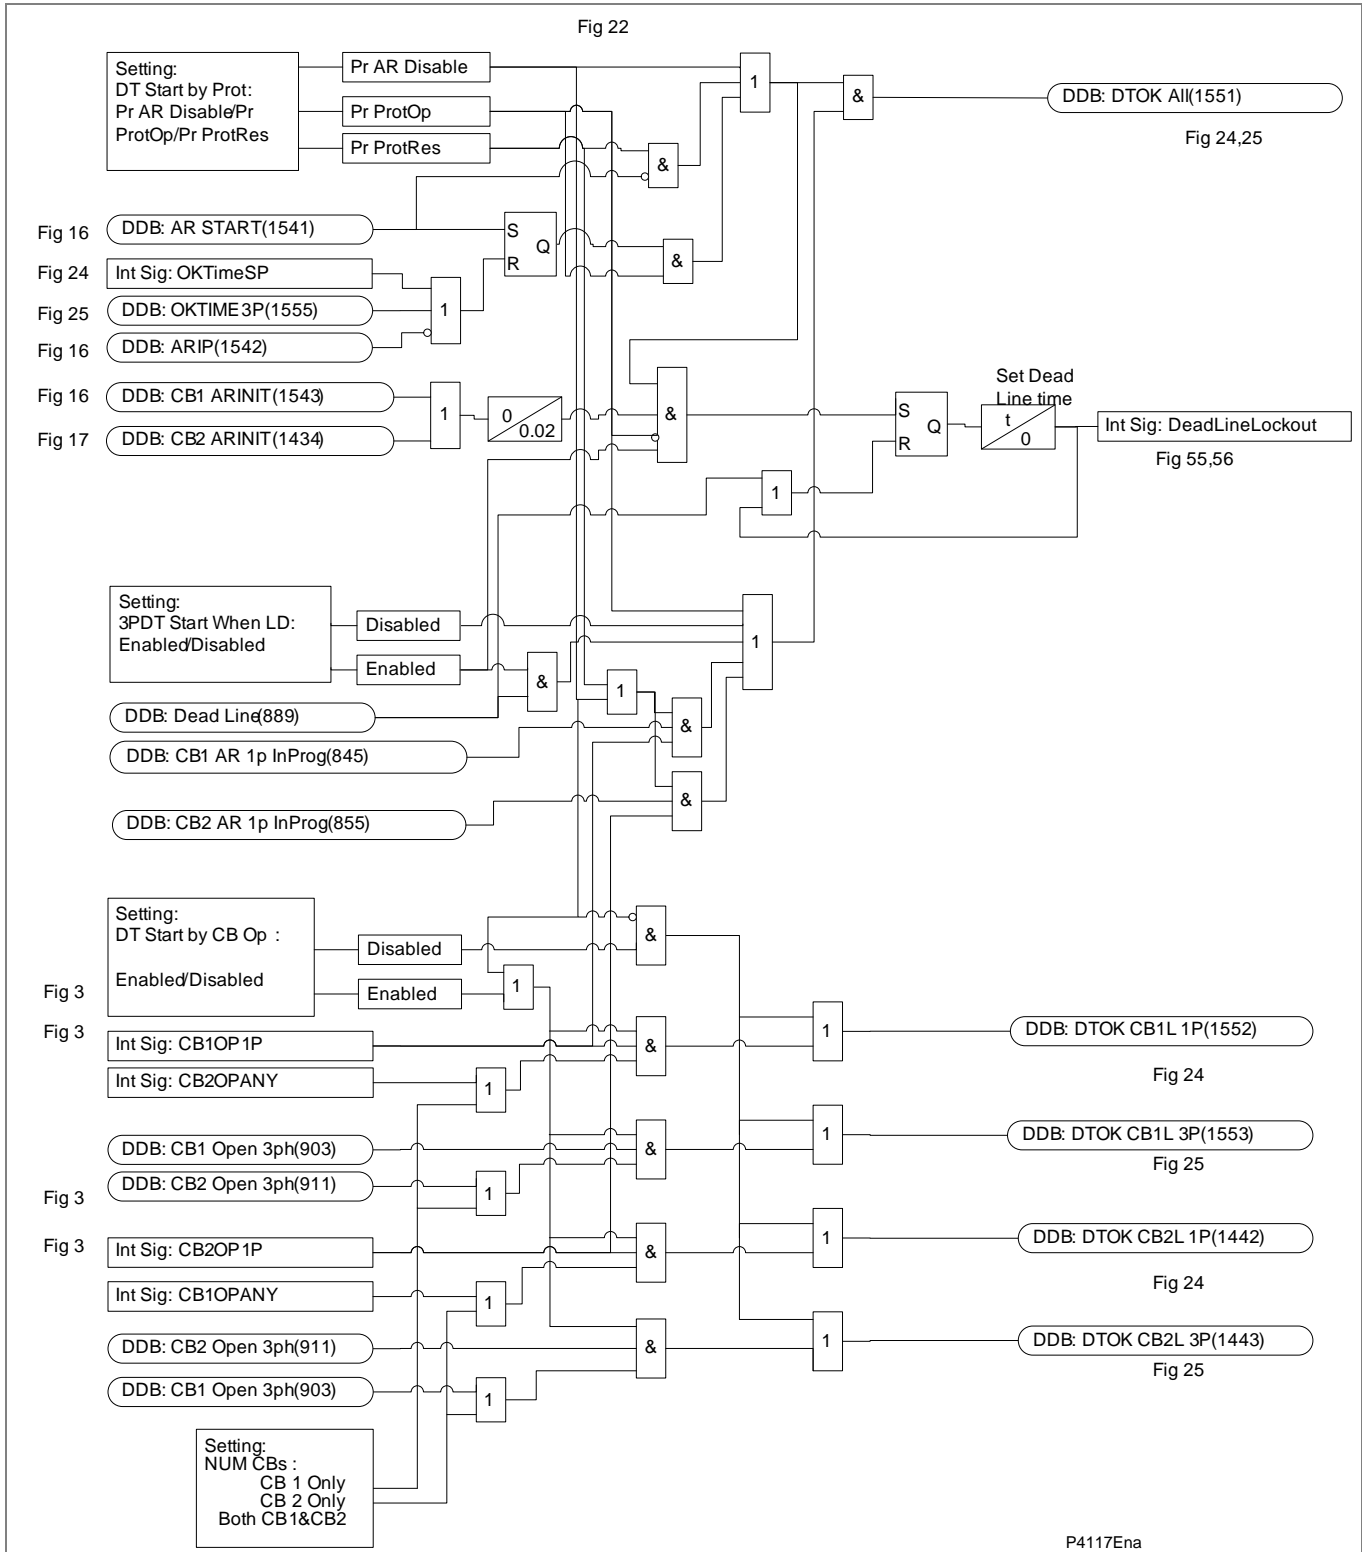 Fig 22
Setting:
DT Start by Prot:
Pr AR Disable/Pr
ProtOp/Pr ProtRes
Pr AR Disable
Pr ProtOp
Pr ProtRes
1
&
DDB: DTOK All(1551)
Fig 24,25
&
Fig 16
DDB: AR START(1541)
S
Q
R
&
Fig 24
Int Sig: OKTimeSP
Fig 25
DDB: OKTIME3P(1555)
1
Fig 16
DDB: ARIP(1542)
Fig 16
DDB: CB1 ARINIT(1543)
Fig 17
DDB: CB2 ARINIT(1434)
1
0
0.02
&
S
Q
R
Set Dead
Line time
t
0
Int Sig: DeadLineLockout
Fig 55,56
1
Setting:
3PDT Start When LD:
Enabled/Disabled
Disabled
Enabled
&
1
1
&
DDB: Dead Line(889)
DDB: CB1 AR 1p InProg(845)
&
DDB: CB2 AR 1p InProg(855)
Setting:
DT Start by CB Op :
Enabled/Disabled
Disabled
Enabled
&
1
Fig 3
Fig 3
Int Sig: CB1OP1P
&
1
DDB: DTOK CB1L 1P(1552)
Fig 24
Int Sig: CB2OPANY
1
DDB: CB1 Open 3ph(903)
&
1
DDB: DTOK CB1L 3P(1553)
Fig 25
DDB: CB2 Open 3ph(911)
1
Fig 3
Fig 3
Int Sig: CB2OP1P
&
1
DDB: DTOK CB2L 1P(1442)
Fig 24
Int Sig: CB1OPANY
1
DDB: CB2 Open 3ph(911)
&
1
DDB: DTOK CB2L 3P(1443)
Fig 25
DDB: CB1 Open 3ph(903)
1
Setting:
NUM CBs :
CB 1 Only
CB 2 Only
Both CB1&CB2
P4117Ena